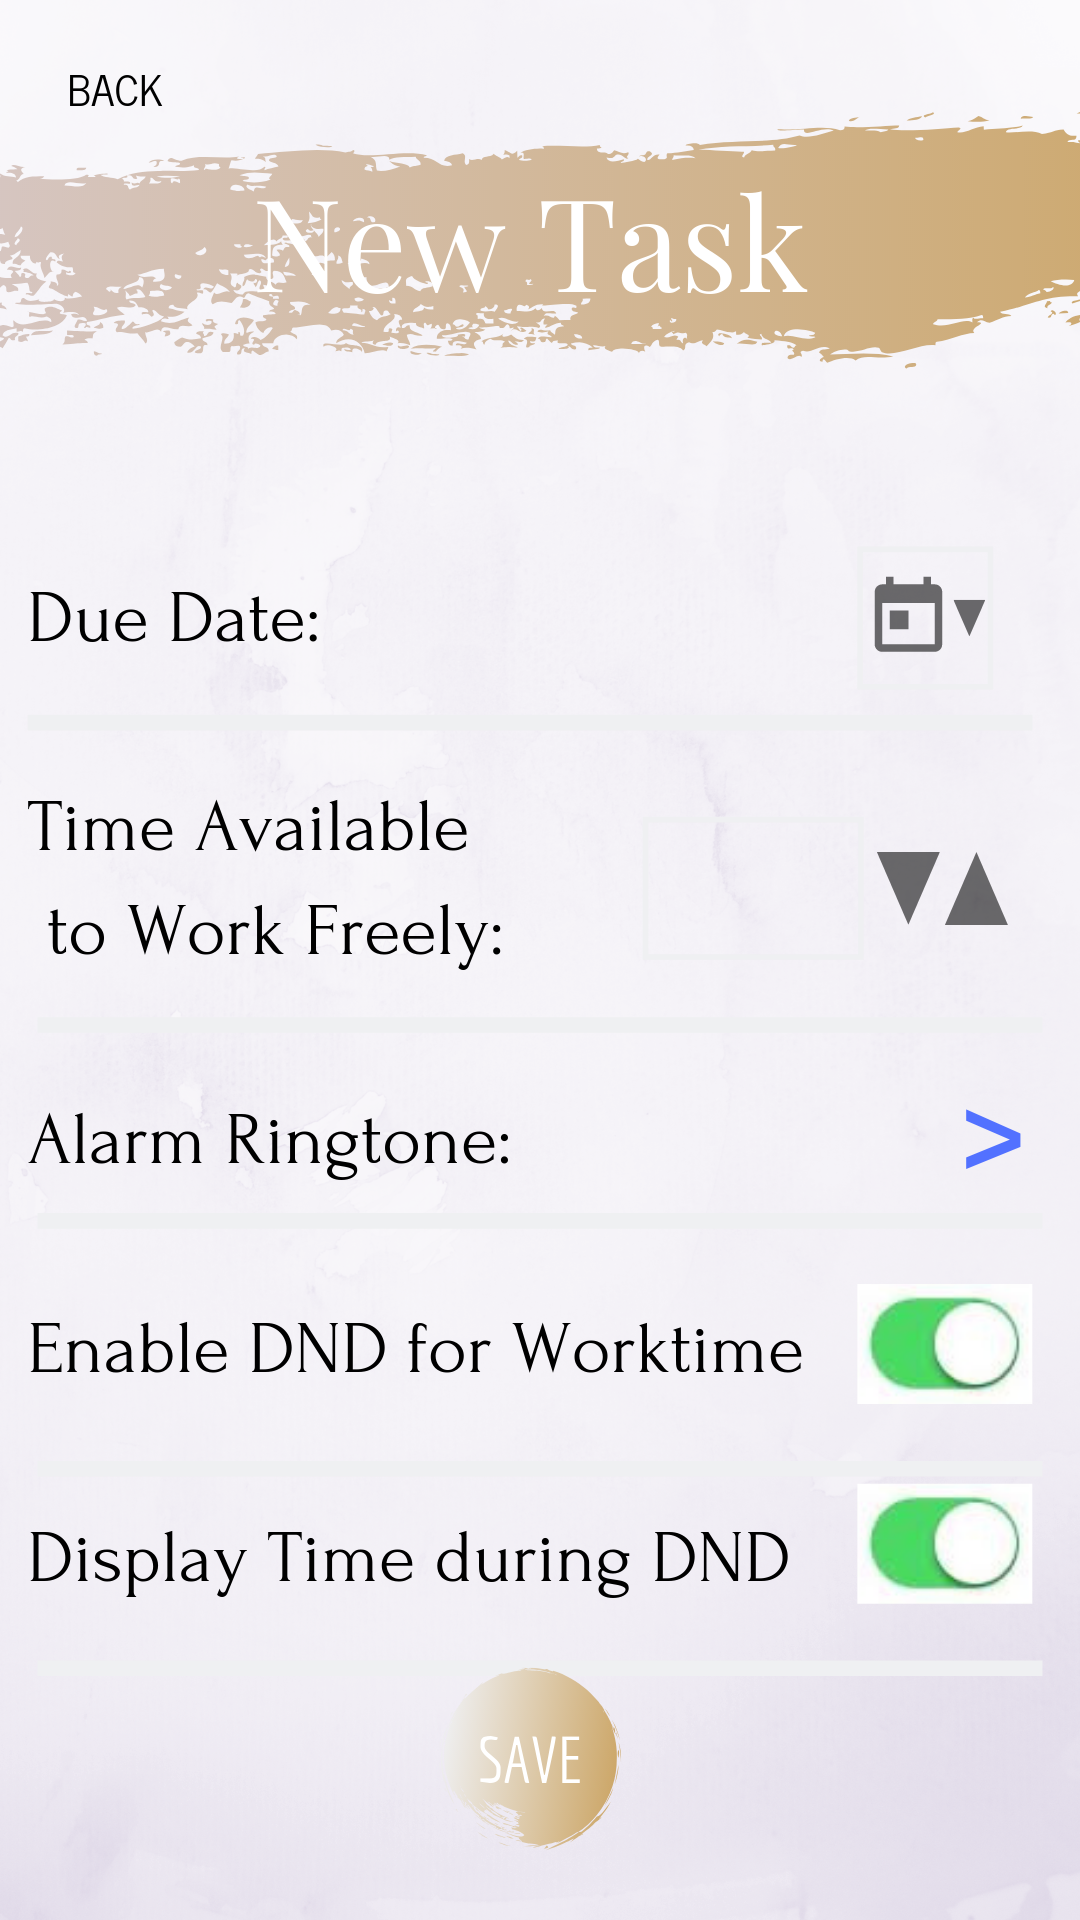 BACK
New Task
Due Date:
Time Available
to Work Freely:
Alarm Ringtone:
>
Enable DND for Worktime
Display Time during DND
SAVE